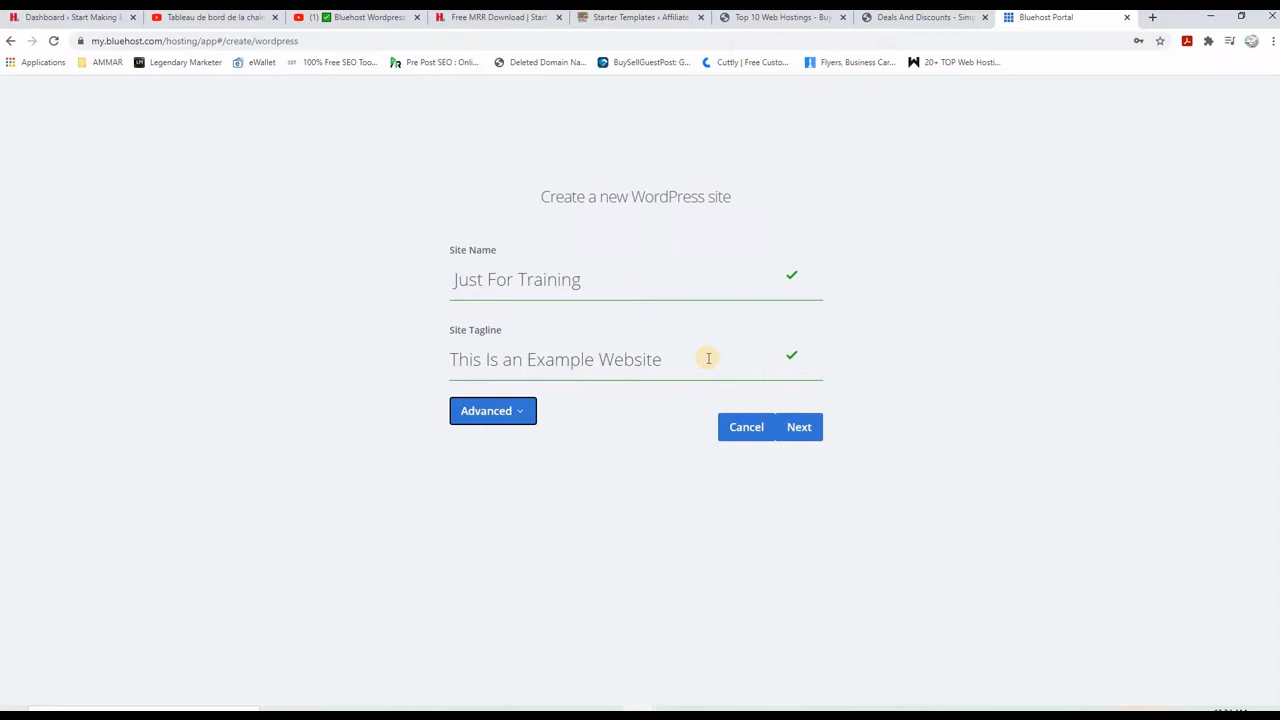 Dashboard ‹ Start Making
Tableau de bord de la chaîn
(1) ✅ Bluehost Wordpress
Free MRR Download | Start
Starter Templates ‹ Affiliate
Top 10 Web Hostings - Buy
Deals And Discounts - Simp
Bluehost Portal
my.bluehost.com/hosting/app#/create/wordpress
Applications
AMMAR
Legendary Marketer
eWallet
100% Free SEO Too...
Pre Post SEO : Onli...
Deleted Domain Na...
BuySellGuestPost: G...
Cuttly | Free Custo...
Flyers, Business Car...
20+ TOP Web Hosti...
Create a new WordPress site
Site Name
Just For Training
Site Tagline
This Is an Example Website
Advanced
Cancel
Next